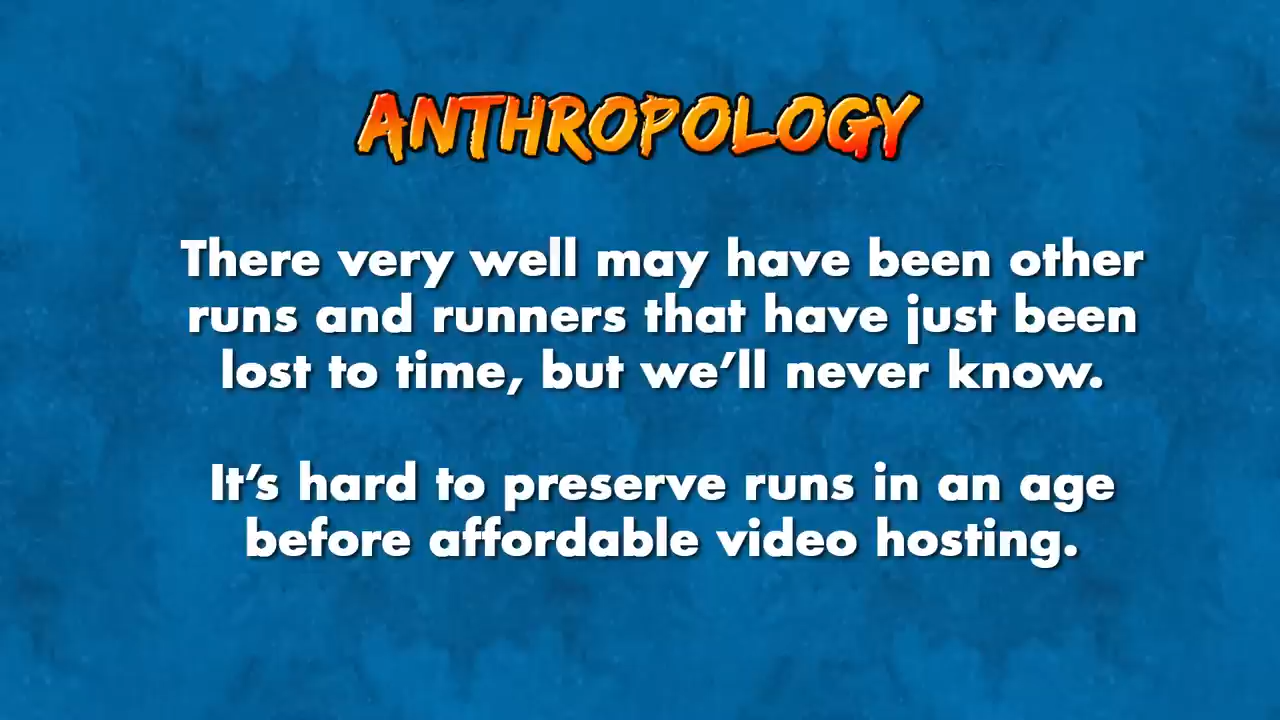 ANTHROPOLOGY
There very well may have been other
runs and runners that have just been
lost to time, but we’ll never know.
It’s hard to preserve runs in an age
before affordable video hosting.